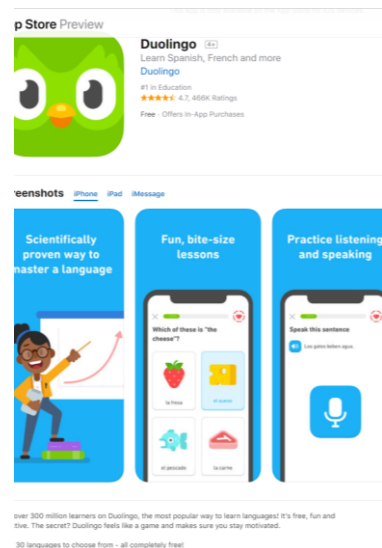 p Store Preview
Duolingo 4+
Learn Spanish, French and more
Duolingo
#1 in Education
4.7, 466K Ratings
Free · Offers In-App Purchases
reenshots iPhone iPad iMessage
Scientifically
proven way to
master a language
Fun, bite-size
lessons
Which of these is "the
cheese"?
la fresa
el queso
el pescado
la carne
Practice listening
and speaking
Speak this sentence
Los gatos beben agua.
over 300 million learners on Duolingo, the most popular way to learn languages! It's free, fun and
tive. The secret? Duolingo feels like a game and makes sure you stay motivated.
30 languages to choose from - all completely free!